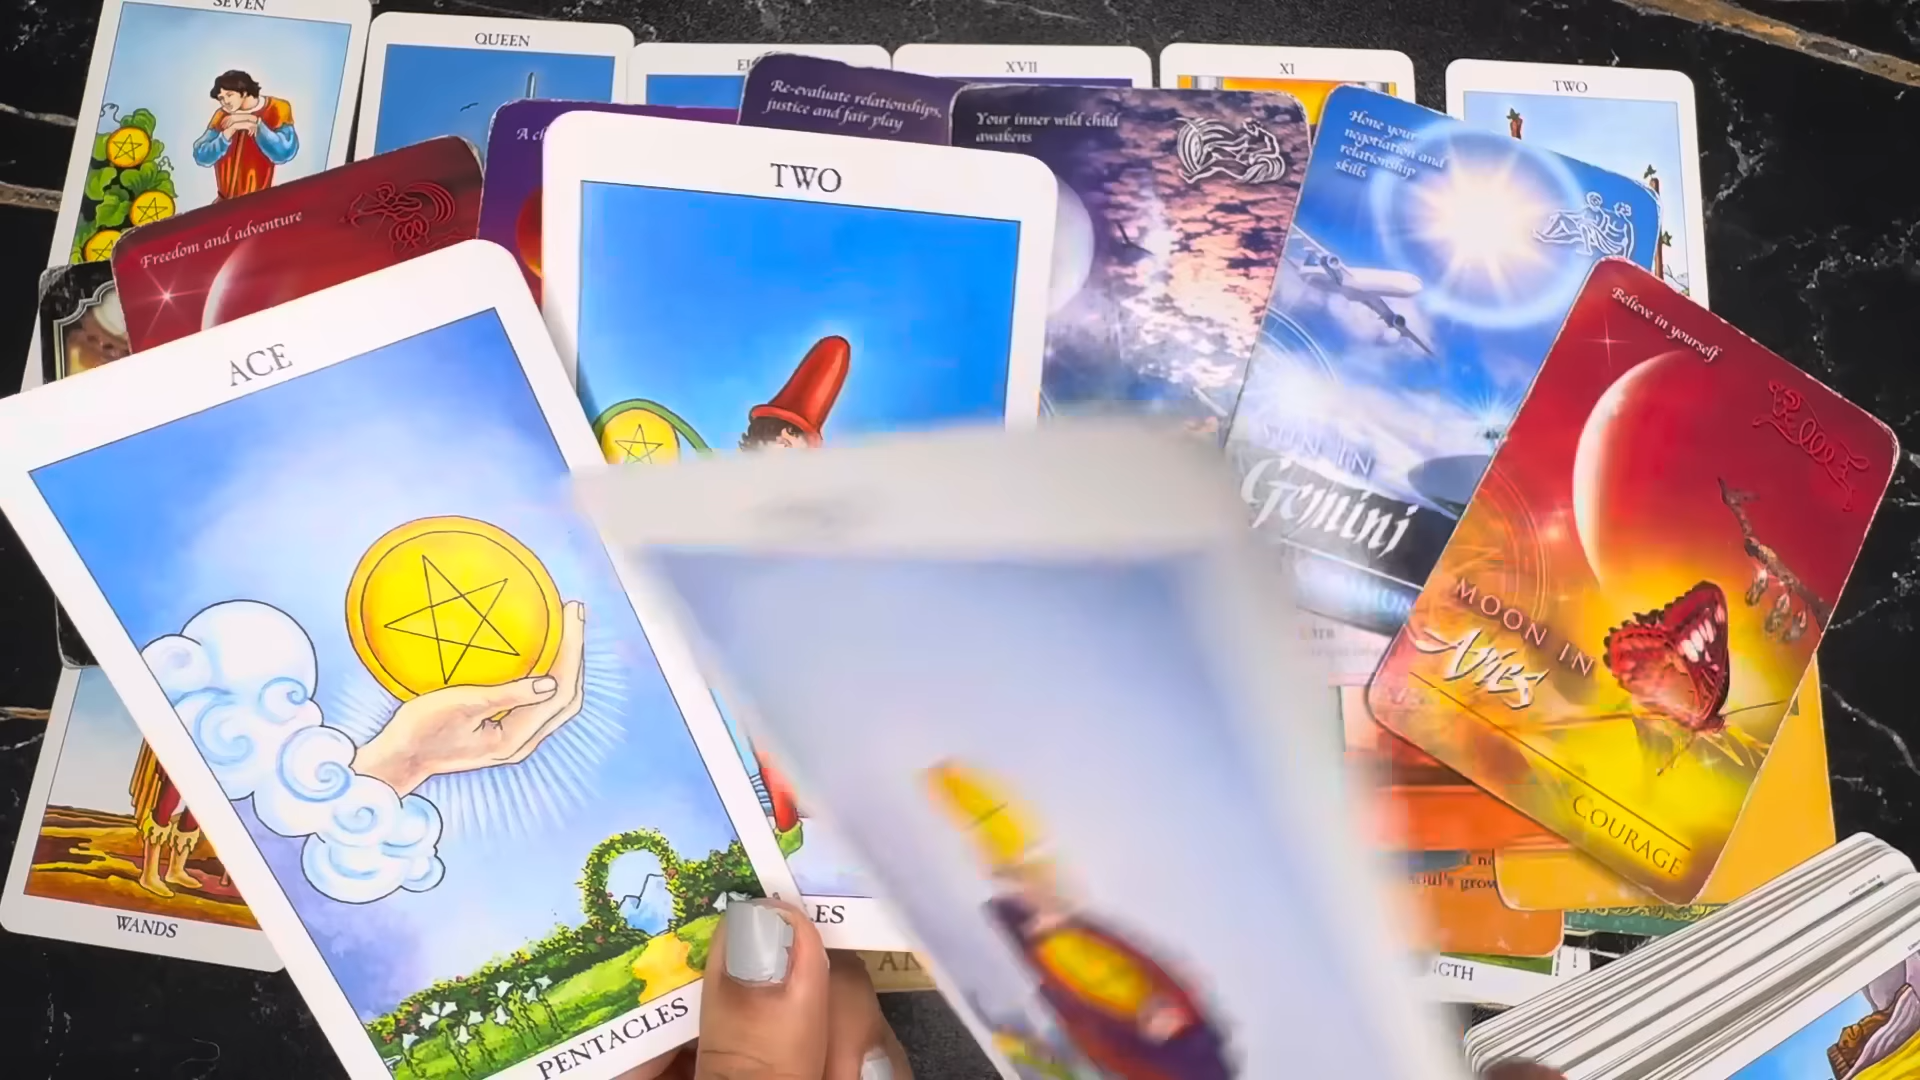 SEVEN
QUEEN
XVII
XI
TWO
Re-evaluate relationships,
justice and fair play
Your inner wild child
awakens
Hone your
negotiation and
relationship
skills
TWO
Freedom and adventure
Believe in yourself
ACE
SUN IN
Gemini
MOON IN
Aries
COURAGE
WANDS
PENTACLES